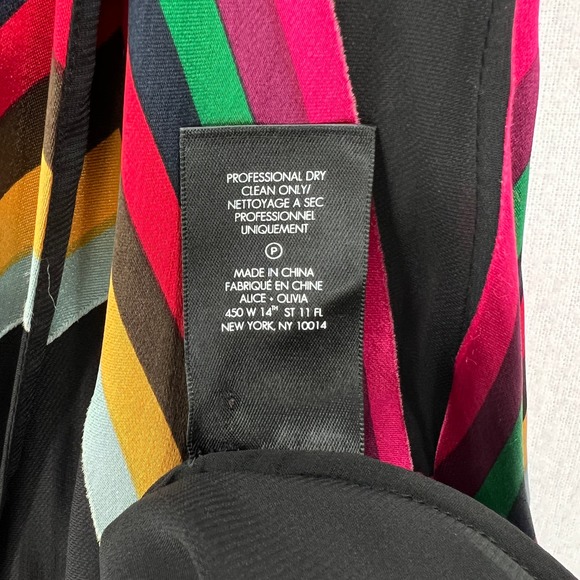 PROFESSIONAL DRY
CLEAN ONLY/
NETTOYAGE A SEC
PROFESSIONNEL
UNIQUEMENT
P
MADE IN CHINA
FABRIQUÉ EN CHINE
ALICE + OLIVIA
450 W 14TH ST 11 FL
NEW YORK, NY 10014